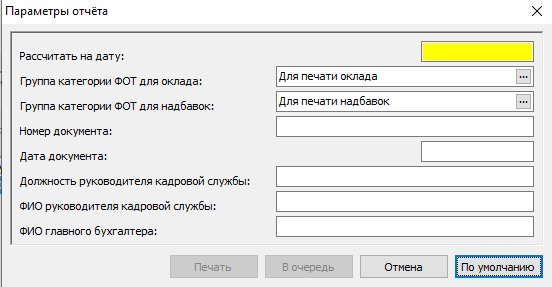 Параметры отчёта
Рассчитать на дату:
Группа категории ФОТ для оклада: Для печати оклада ...
Группа категории ФОТ для надбавок: Для печати надбавок ...
Номер документа:
Дата документа:
Должность руководителя кадровой службы:
ФИО руководителя кадровой службы:
ФИО главного бухгалтера:
Печать В очередь Отмена По умолчанию